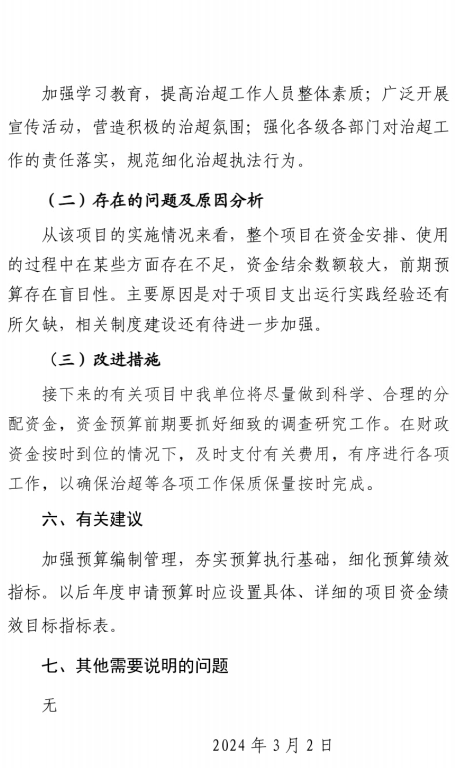 加强学习教育，提高治超工作人员整体素质；广泛开展
宣传活动，营造积极的治超氛围；强化各级各部门对治超工
作的责任落实，规范细化治超执法行为。
（二）存在的问题及原因分析
从该项目的实施情况来看，整个项目在资金安排、使用
的过程中在某些方面存在不足，资金结余数额较大，前期预
算存在盲目性。主要原因是对于项目支出运行实践经验还有
所欠缺，相关制度建设还有待进一步加强。
（三）改进措施
接下来的有关项目中我单位将尽量做到科学、合理的分
配资金，资金预算前期要抓好细致的调查研究工作。在财政
资金按时到位的情况下，及时支付有关费用，有序进行各项
工作，以确保治超等各项工作保质保量按时完成。
六、有关建议
加强预算编制管理，夯实预算执行基础，细化预算绩效
指标。以后年度申请预算时应设置具体、详细的项目资金绩
效目标指标表。
七、其他需要说明的问题
无
2024 年 3 月 2 日